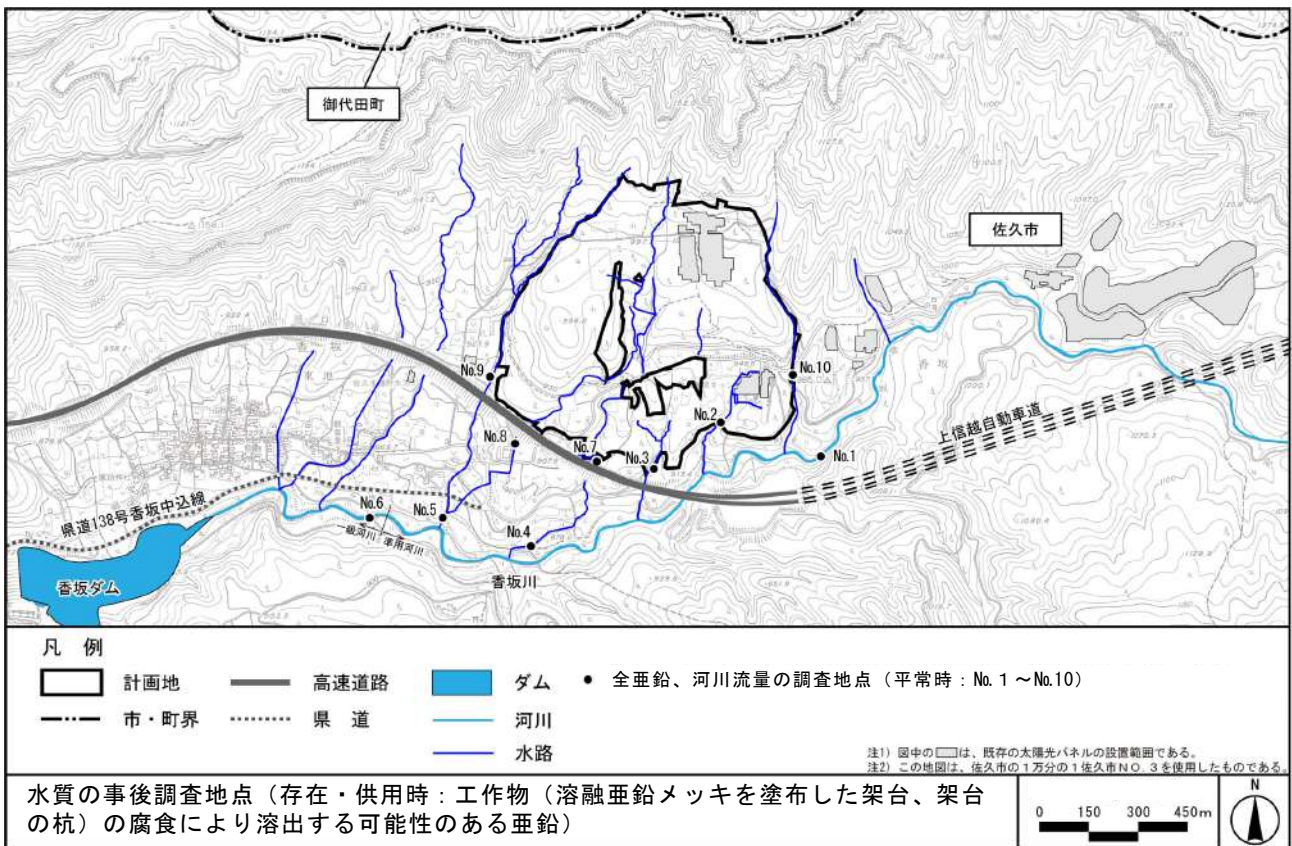 御代田町
佐久市
No.9
No.10
No.2
No.8
No.7
No.3
No.1
上信越自動車道
No.6
No.5
No.4
県道138号香坂中込線
一級河川
準用河川
香坂川
香坂ダム
凡 例
計画地
高速道路
ダム
● 全亜鉛、河川流量の調査地点（平常時：No. 1 ～No.10）
市・町界
県 道
河川
水路
注1）図中の は、既存の太陽光パネルの設置範囲である。
注2）この地図は、佐久市の1万分の1佐久市NO．3を使用したものである。
水質の事後調査地点（存在・供用時：工作物（溶融亜鉛メッキを塗布した架台、架台
の杭）の腐食により溶出する可能性のある亜鉛）
0 150 300 450m
N